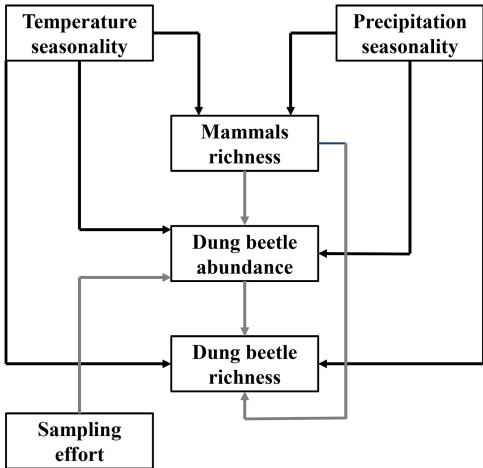 Temperature
seasonality
Precipitation
seasonality
Mammals
richness
Dung beetle
abundance
Dung beetle
richness
Sampling
effort